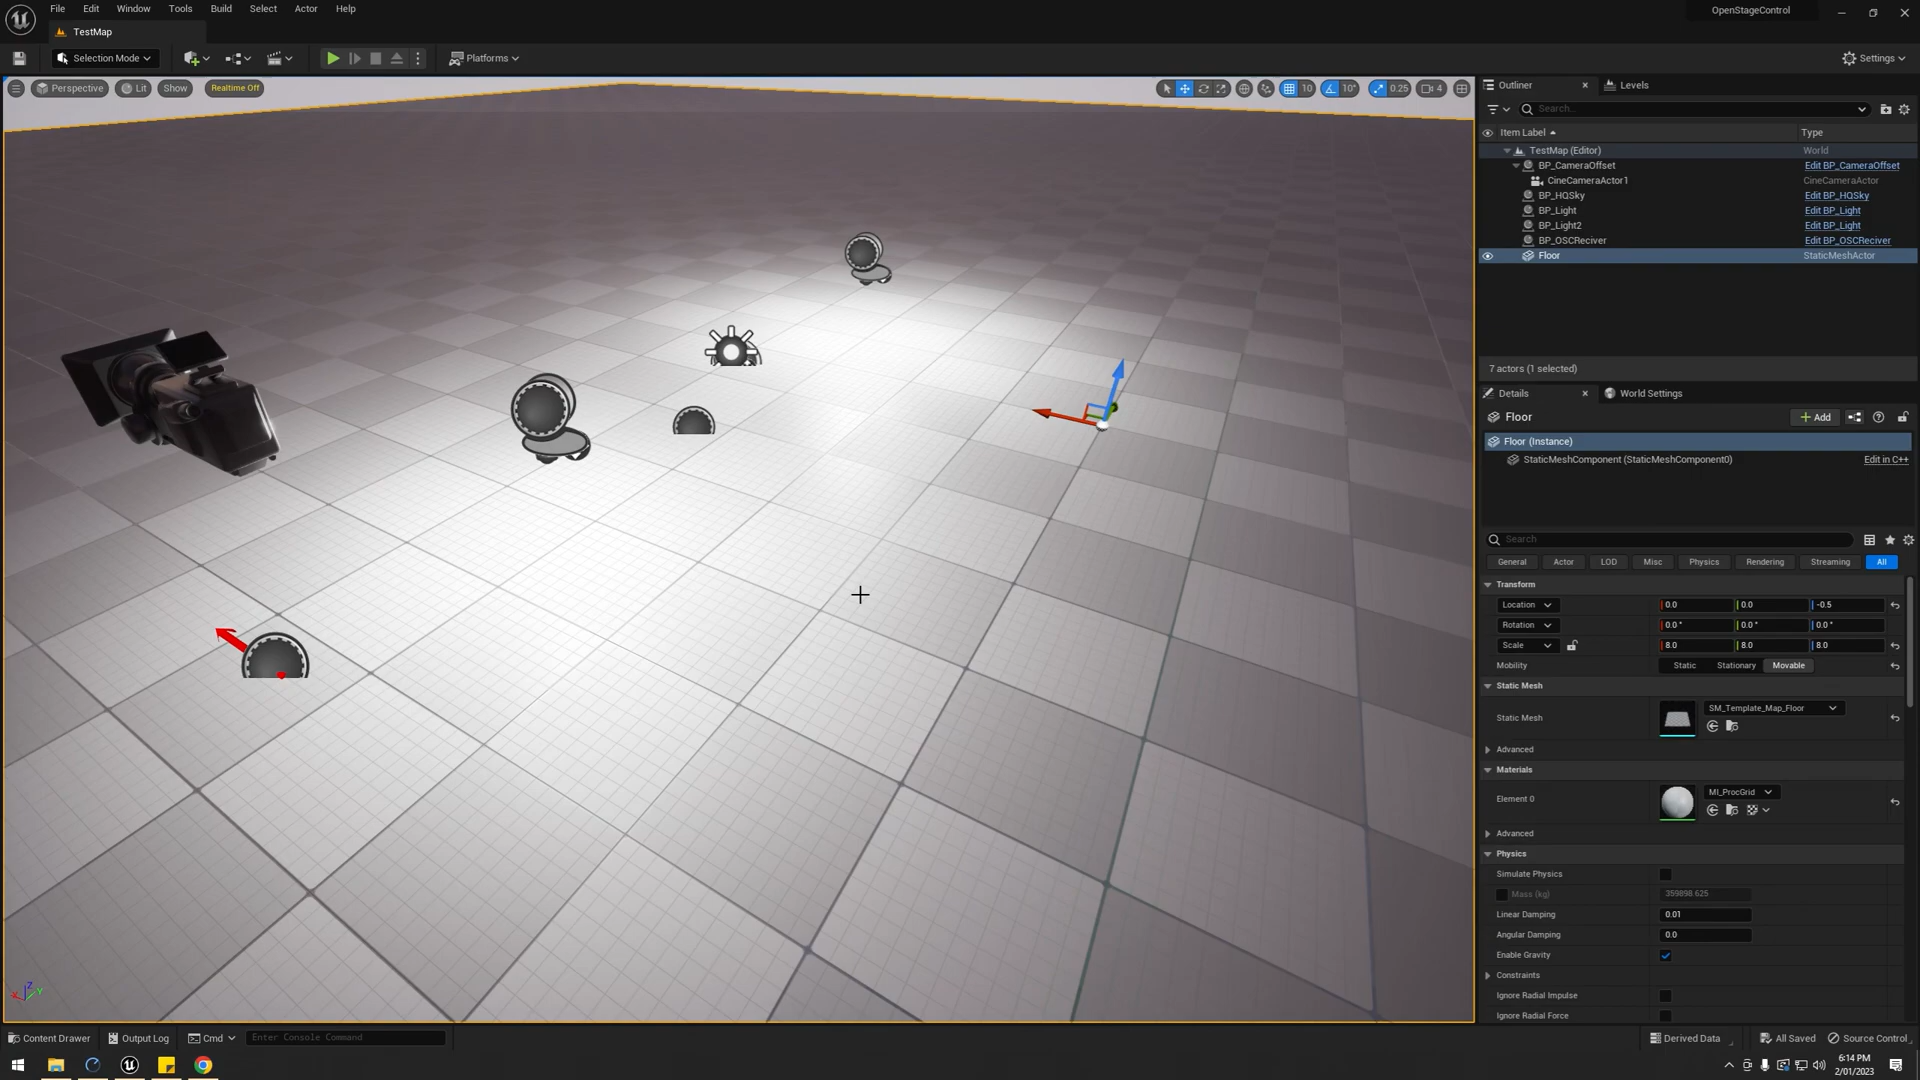 File Edit Window Tools Build Select Actor Help
OpenStageControl
TestMap
Selection Mode
Platforms
Settings
Perspective Lit Show Realtime Off
10 10° 0.25 4
Outliner Levels
Search...
Item Label Type
TestMap (Editor) World
BP_CameraOffset Edit BP_CameraOffset
CineCameraActor1 CineCameraActor
BP_HQSky Edit BP_HQSky
BP_Light Edit BP_Light
BP_Light2 Edit BP_Light
BP_OSCReciver Edit BP_OSCReciver
Floor StaticMeshActor
7 actors (1 selected)
Details World Settings
Floor Add
Floor (Instance)
StaticMeshComponent (StaticMeshComponent0) Edit in C++
Search
General Actor LOD Misc Physics Rendering Streaming All
Transform
Location 0.0 0.0 -0.5
Rotation 0.0° 0.0° 0.0°
Scale 8.0 8.0 8.0
Mobility Static Stationary Movable
Static Mesh
Static Mesh SM_Template_Map_Floor
Advanced
Materials
Element 0 MI_ProcGrid
Advanced
Physics
Simulate Physics
Mass (kg) 359898.625
Linear Damping 0.01
Angular Damping 0.0
Enable Gravity
Constraints
Ignore Radial Impulse
Ignore Radial Force
Z
X Y
Content Drawer Output Log Cmd Enter Console Command
Derived Data All Saved Source Control
6:14 PM
2/01/2023